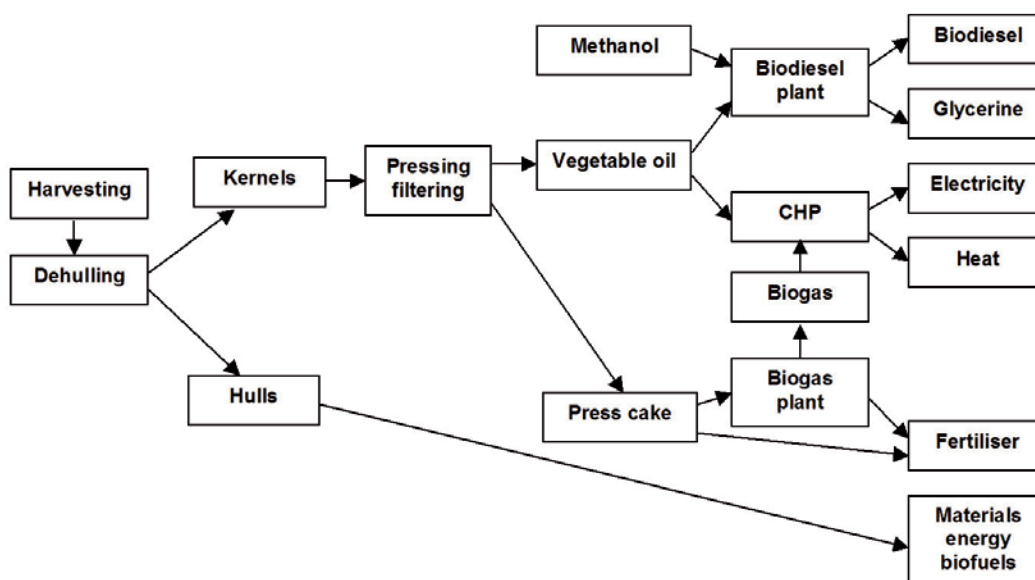 Harvesting
Dehulling
Kernels
Hulls
Pressing
filtering
Methanol
Vegetable oil
Press cake
Biodiesel
plant
CHP
Biogas
Biogas
plant
Biodiesel
Glycerine
Electricity
Heat
Fertiliser
Materials
energy
biofuels